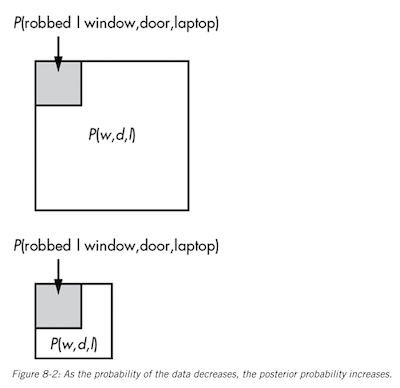 P(robbed | window,door,laptop)
P(w,d,l)
P(robbed | window,door,laptop)
P(w,d,l)
Figure 8-2: As the probability of the data decreases, the posterior probability increases.